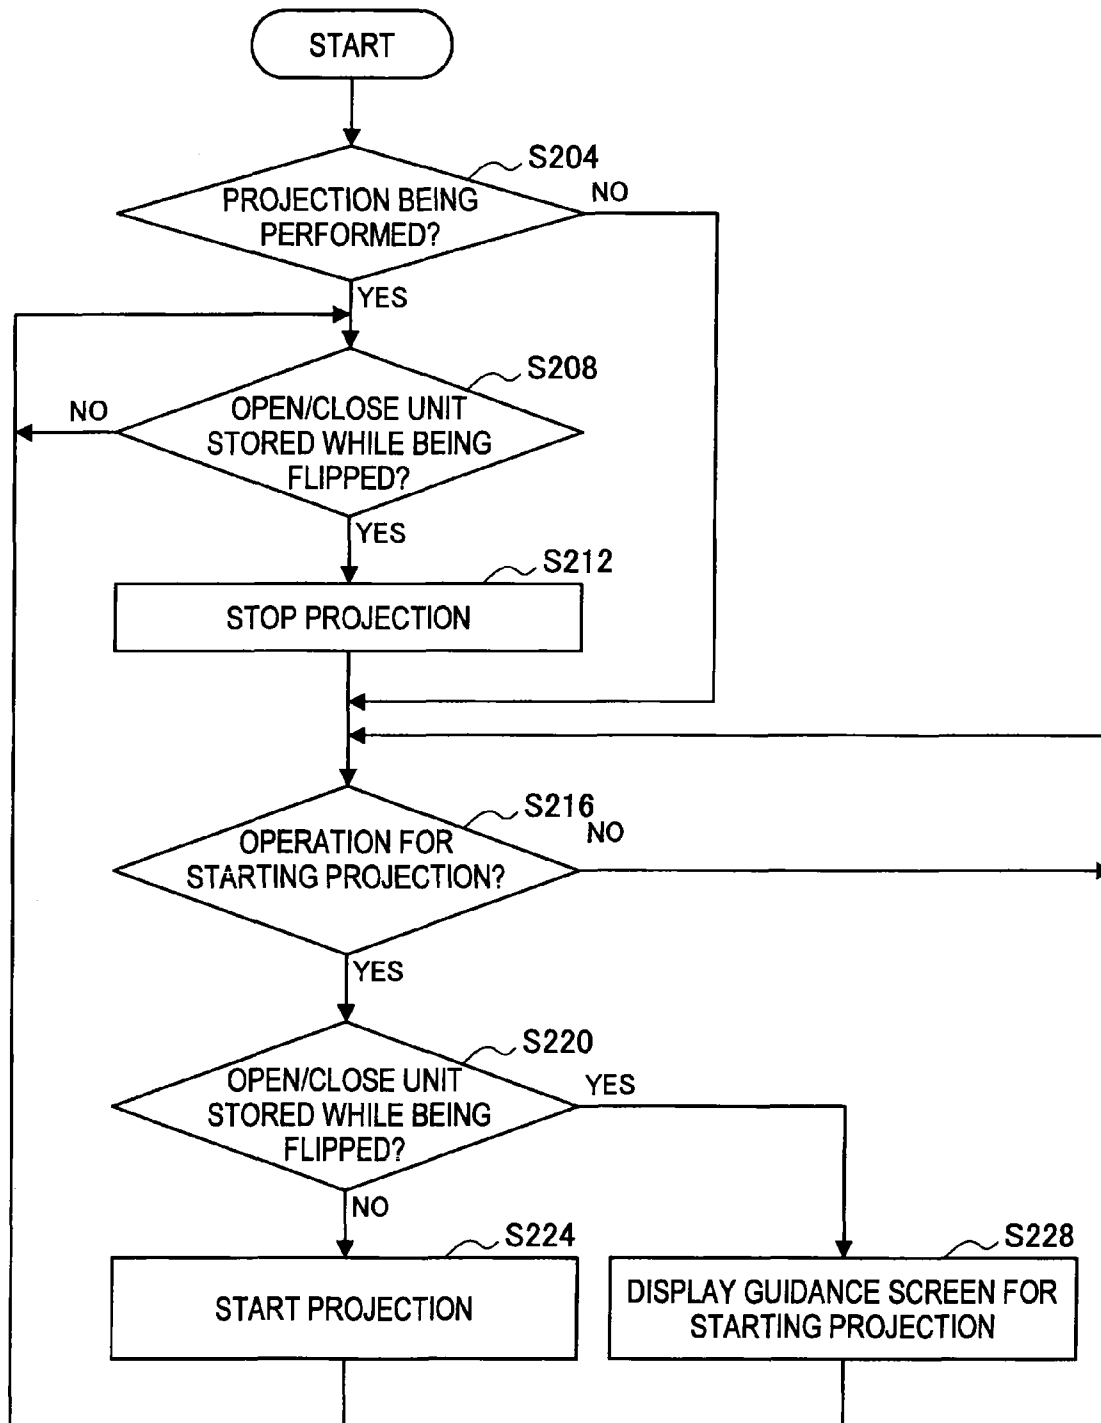 START
S204
PROJECTION BEING
PERFORMED?
NO
YES
S208
OPEN/CLOSE UNIT
STORED WHILE BEING
FLIPPED?
NO
YES
S212
STOP PROJECTION
S216
OPERATION FOR
STARTING PROJECTION?
NO
YES
S220
OPEN/CLOSE UNIT
STORED WHILE BEING
FLIPPED?
YES
NO
S224
START PROJECTION
S228
DISPLAY GUIDANCE SCREEN FOR
STARTING PROJECTION